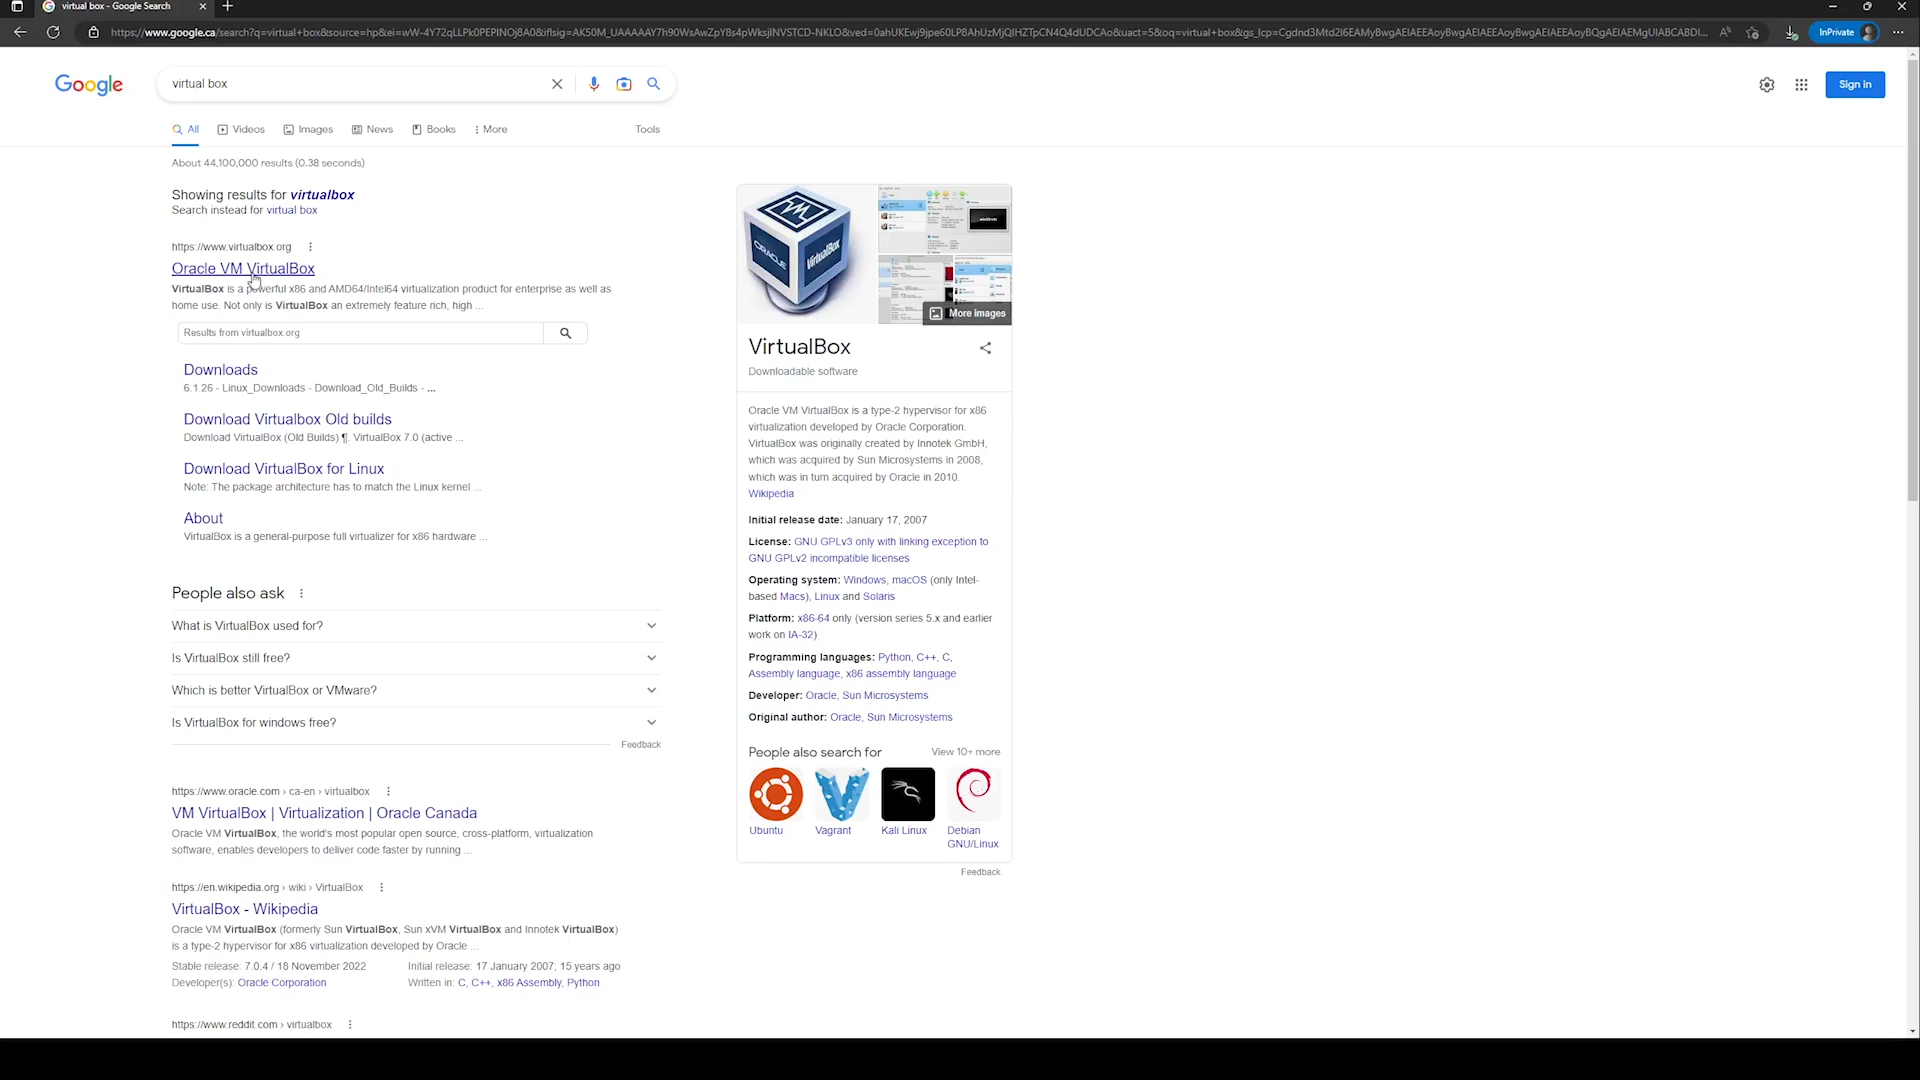 virtual box - Google Search
https://www.google.ca/search?q=virtual+box&source=hp&ei=wW-4Y72qLLPk0PEPINOj8A0&iflsig=AK50M_UAAAAAY7h90WsAwZpY8s4pWksjlNVSTCD-NKLO&ved=0ahUKEwj9jpe60LP8AhUzMjQIHZTpCN4Q4dUDCAo&uact=5&oq=virtual+box&gs_lcp=Cgdnd3Mtd2l6EAMyBwgAEIAEEAoyBwgAEIAEEAoyBwgAEIAEEAoyBQgAEIAEMgUIABCABDI...
InPrivate
Google
virtual box
Sign in
All
Videos
Images
News
Books
More
Tools
About 44,100,000 results (0.38 seconds)
Showing results for virtualbox
Search instead for virtual box
https://www.virtualbox.org
Oracle VM VirtualBox
VirtualBox is a powerful x86 and AMD64/Intel64 virtualization product for enterprise as well as
home use. Not only is VirtualBox an extremely feature rich, high ...
Results from virtualbox.org
Downloads
6.1.26 - Linux_Downloads - Download_Old_Builds - ...
Download Virtualbox Old builds
Download VirtualBox (Old Builds) ¶. VirtualBox 7.0 (active ...
Download VirtualBox for Linux
Note: The package architecture has to match the Linux kernel ...
About
VirtualBox is a general-purpose full virtualizer for x86 hardware ...
People also ask
What is VirtualBox used for?
Is VirtualBox still free?
Which is better VirtualBox or VMware?
Is VirtualBox for windows free?
Feedback
https://www.oracle.com › ca-en › virtualbox
VM VirtualBox | Virtualization | Oracle Canada
Oracle VM VirtualBox, the world's most popular open source, cross-platform, virtualization
software, enables developers to deliver code faster by running ...
https://en.wikipedia.org › wiki › VirtualBox
VirtualBox - Wikipedia
Oracle VM VirtualBox (formerly Sun VirtualBox, Sun xVM VirtualBox and Innotek VirtualBox)
is a type-2 hypervisor for x86 virtualization developed by Oracle ...
Stable release: 7.0.4 / 18 November 2022
Initial release: 17 January 2007; 15 years ago
Developer(s): Oracle Corporation
Written in: C, C++, x86 Assembly, Python
https://www.reddit.com › virtualbox
ORACLE
VirtualBox
More images
VirtualBox
Downloadable software
Oracle VM VirtualBox is a type-2 hypervisor for x86
virtualization developed by Oracle Corporation.
VirtualBox was originally created by Innotek GmbH,
which was acquired by Sun Microsystems in 2008,
which was in turn acquired by Oracle in 2010.
Wikipedia
Initial release date: January 17, 2007
License: GNU GPLv3 only with linking exception to
GNU GPLv2 incompatible licenses
Operating system: Windows, macOS (only Intel-
based Macs), Linux and Solaris
Platform: x86-64 only (version series 5.x and earlier
work on IA-32)
Programming languages: Python, C++, C,
Assembly language, x86 assembly language
Developer: Oracle, Sun Microsystems
Original author: Oracle, Sun Microsystems
People also search for
View 10+ more
Ubuntu
Vagrant
Kali Linux
Debian
GNU/Linux
Feedback